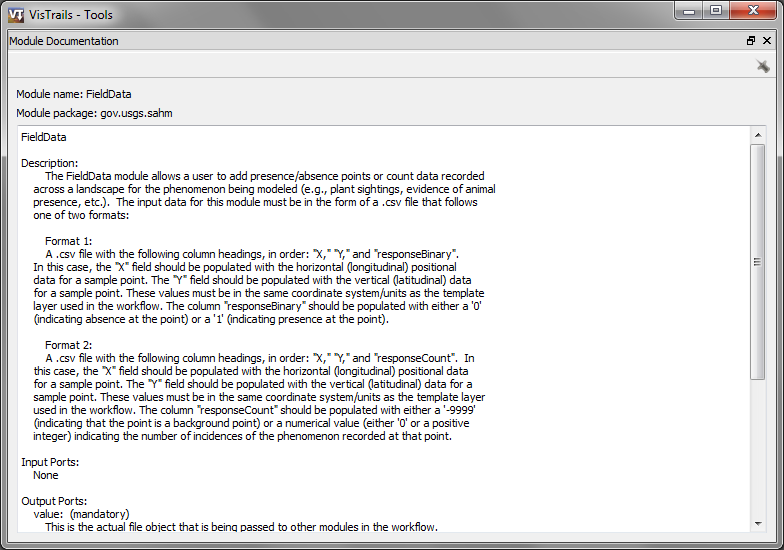 VisTrails - Tools
Module Documentation
Module name: FieldData
Module package: gov.usgs.sahm
FieldData
Description:
The FieldData module allows a user to add presence/absence points or count data recorded
across a landscape for the phenomenon being modeled (e.g., plant sightings, evidence of animal
presence, etc.).  The input data for this module must be in the form of a .csv file that follows
one of two formats:
Format 1:
A .csv file with the following column headings, in order: "X," "Y," and "responseBinary".
In this case, the "X" field should be populated with the horizontal (longitudinal) positional
data for a sample point. The "Y" field should be populated with the vertical (latitudinal) data
for a sample point. These values must be in the same coordinate system/units as the template
layer used in the workflow. The column "responseBinary" should be populated with either a '0'
(indicating absence at the point) or a '1' (indicating presence at the point).
Format 2:
A .csv file with the following column headings, in order: "X," "Y," and "responseCount".  In
this case, the "X" field should be populated with the horizontal (longitudinal) positional data
for a sample point. The "Y" field should be populated with the vertical (latitudinal) data for a
sample point. These values must be in the same coordinate system/units as the template layer
used in the workflow. The column "responseCount" should be populated with either a '-9999'
(indicating that the point is a background point) or a numerical value (either '0' or a positive
integer) indicating the number of incidences of the phenomenon recorded at that point.
Input Ports:
None
Output Ports:
value:  (mandatory)
This is the actual file object that is being passed to other modules in the workflow.